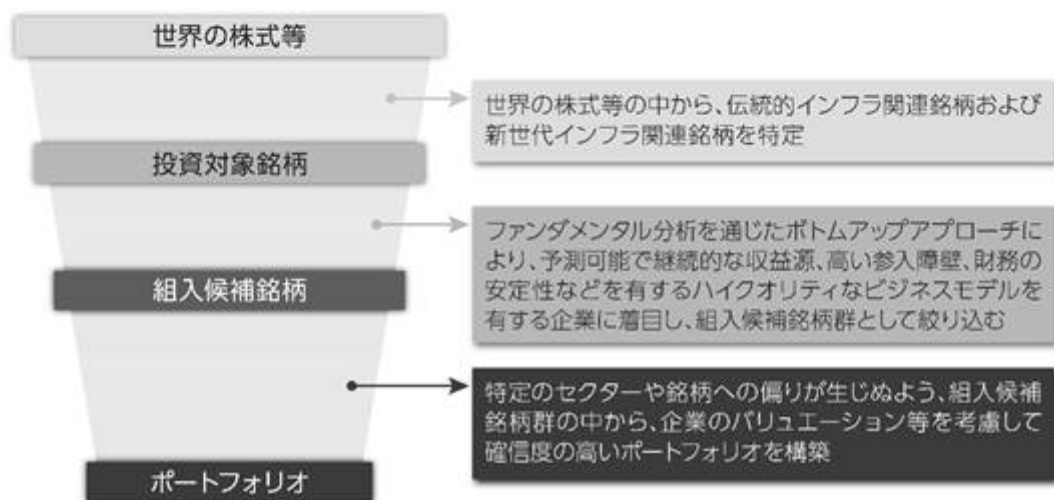 世界の株式等
世界の株式等の中から、伝統的インフラ関連銘柄および
新世代インフラ関連銘柄を特定
投資対象銘柄
ファンダメンタル分析を通じたボトムアップアプローチに
より、予測可能で継続的な収益源、高い参入障壁、財務の
安定性などを有するハイクオリティなビジネスモデルを
有する企業に着目し、組入候補銘柄群として絞り込む
組入候補銘柄
特定のセクターや銘柄への偏りが生じぬよう、組入候補
銘柄群の中から、企業のバリュエーション等を考慮して
確信度の高いポートフォリオを構築
ポートフォリオ